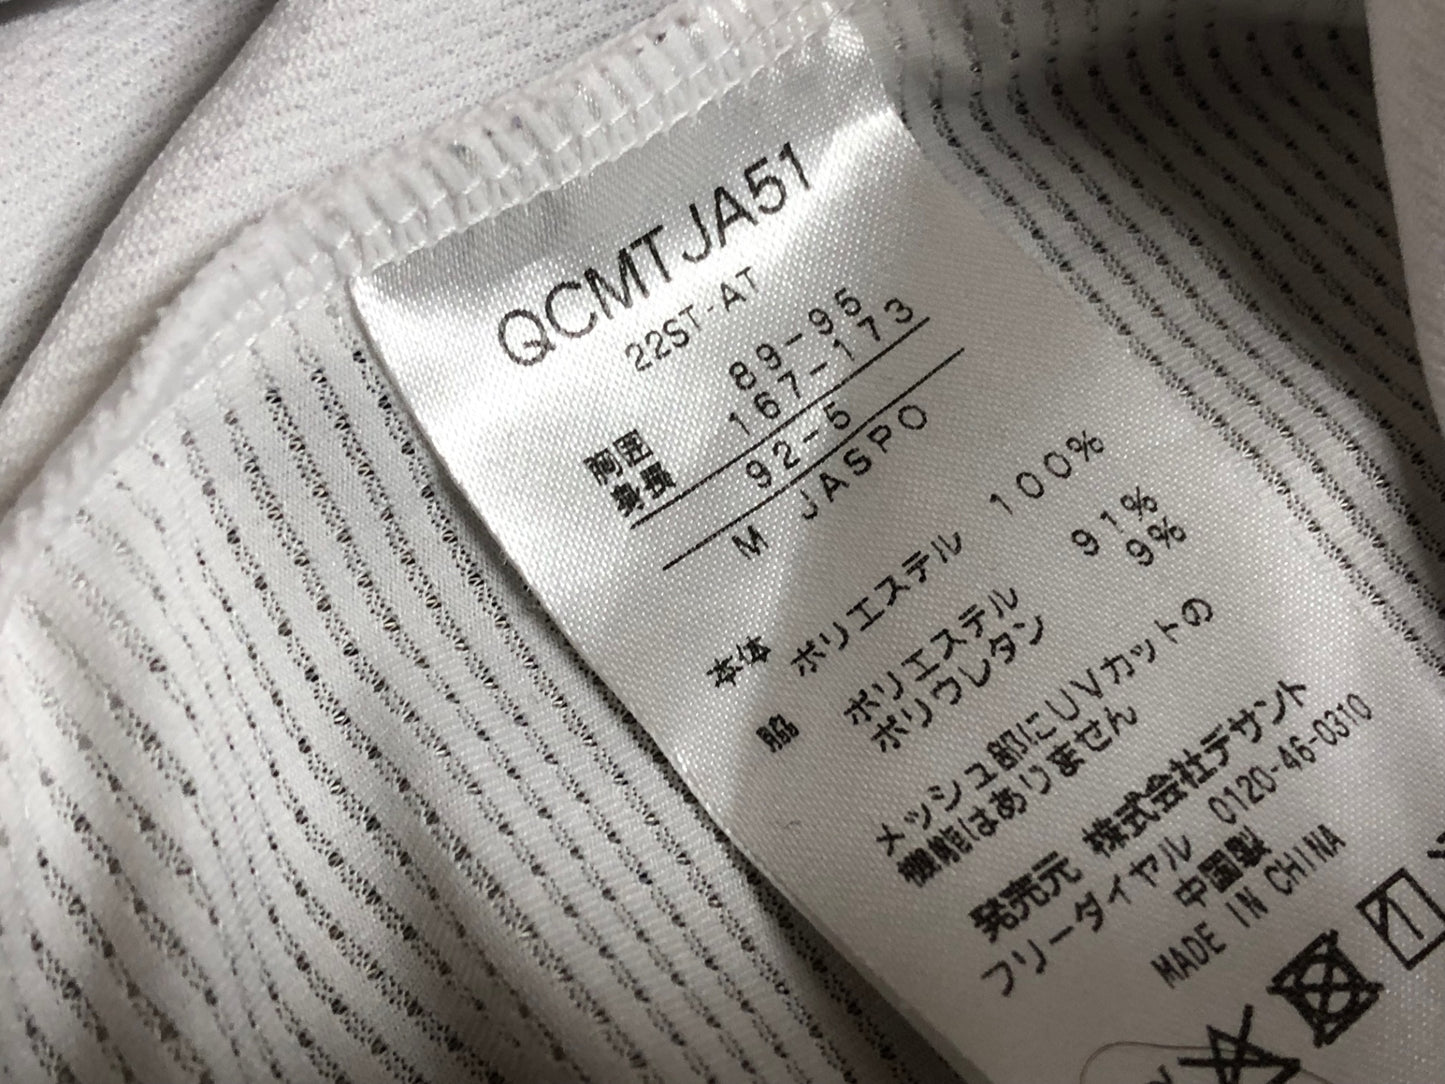 QCMTJA51
22ST-AT
胸囲 89-95
身長 167-173
92-5
M JASPO
本体 ポリエステル 100%
脇 ポリエステル 91%
ポリウレタン 9%
メッシュ部にUVカットの
機能はありません
発売元 株式会社デサント
フリーダイヤル 0120-46-0310
中国製
MADE IN CHINA